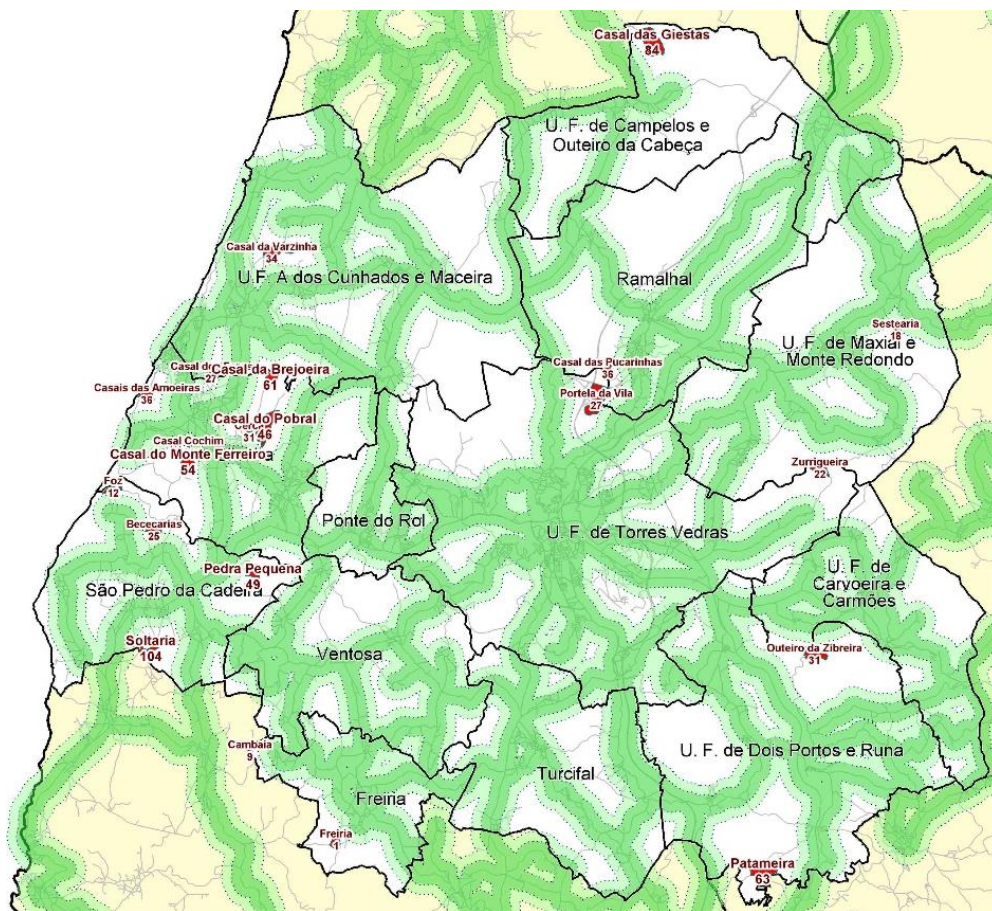 Casal das Giestas
84
U. F. de Campelos e
Outeiro da Cabeça
Casal da Varzinha
34
U.F. A dos Cunhados e Maceira
Ramalhal
Sestearia
18
U. F. de Maxial e
Monte Redondo
Casal das Pucarinhas
36
Portela da Vila
27
Casal da Brejoeira
61
27
Casais das Amoeiras
36
Casal do Pobral
46
31
Casal Cochim
Casal do Monte Ferreiro
54
Zurrigueira
22
Foz
12
Bececarias
25
Ponte do Rol
U. F. de Torres Vedras
Pedra Pequena
49
São Pedro da Cadeira
U. F. de
Carvoeira e
Carmões
Soltaria
104
Ventosa
Outeiro da Zibreira
31
Cambaia
9
U. F. de Dois Portos e Runa
Turcifal
Freiria
Freiria
1
Patameira
63